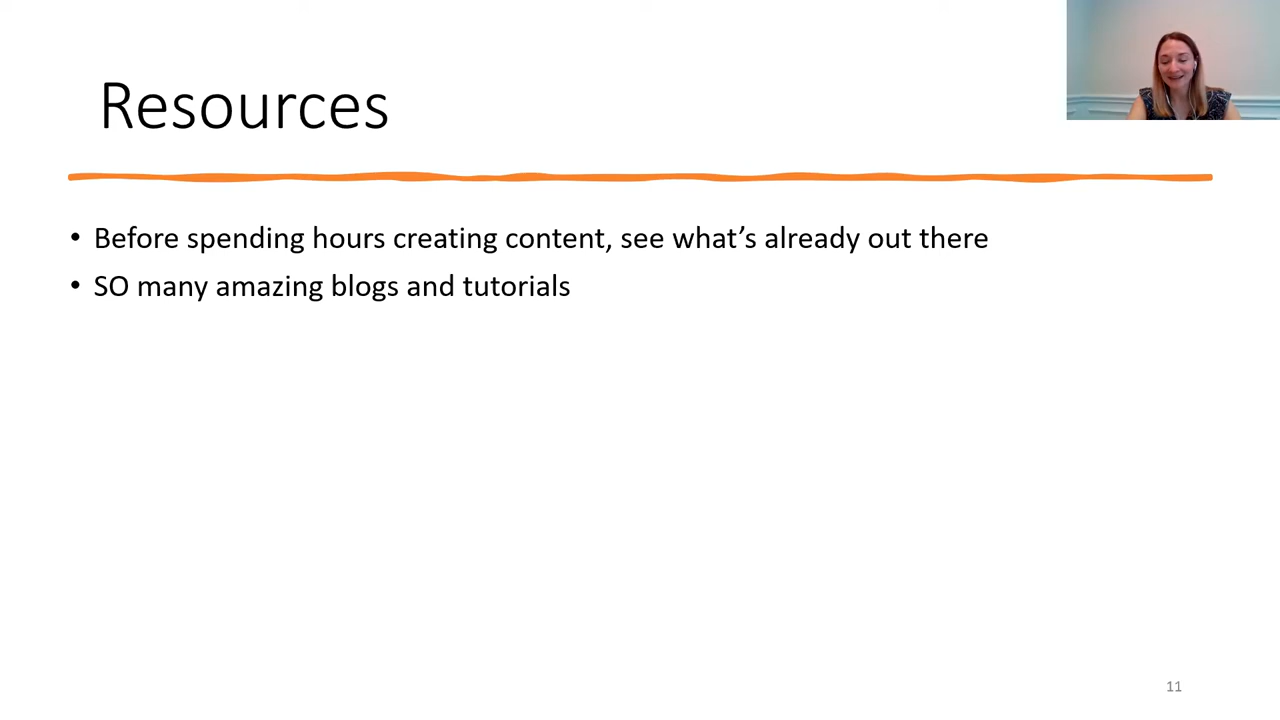 Resources
• Before spending hours creating content, see what’s already out there
• SO many amazing blogs and tutorials
11